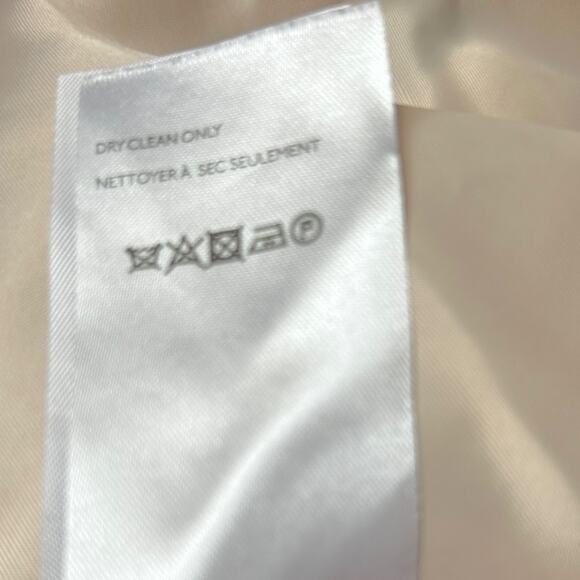 DRY CLEAN ONLY
NETTOYER À SEC SEULEMENT
P